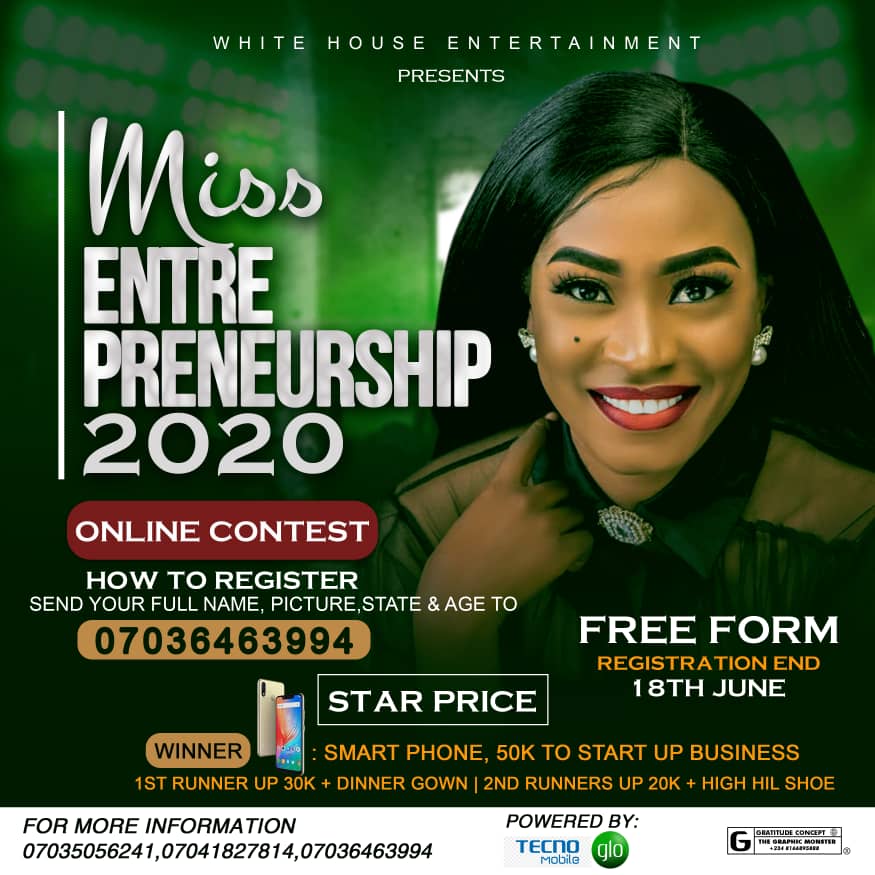 WHITE HOUSE ENTERTAINMENT
PRESENTS
Miss
ENTRE
PRENEURSHIP
2020
ONLINE CONTEST
HOW TO REGISTER
SEND YOUR FULL NAME, PICTURE,STATE & AGE TO
07036463994
FREE FORM
REGISTRATION END
18TH JUNE
STAR PRICE
WINNER : SMART PHONE, 50K TO START UP BUSINESS
1ST RUNNER UP 30K + DINNER GOWN | 2ND RUNNERS UP 20K + HIGH HIL SHOE
FOR MORE INFORMATION
07035056241,07041827814,07036463994
POWERED BY:
TECNO
Mobile
glo
G
GRATITUDE CONCEPT
THE GRAPHIC MONSTER
+234 8166895888
®